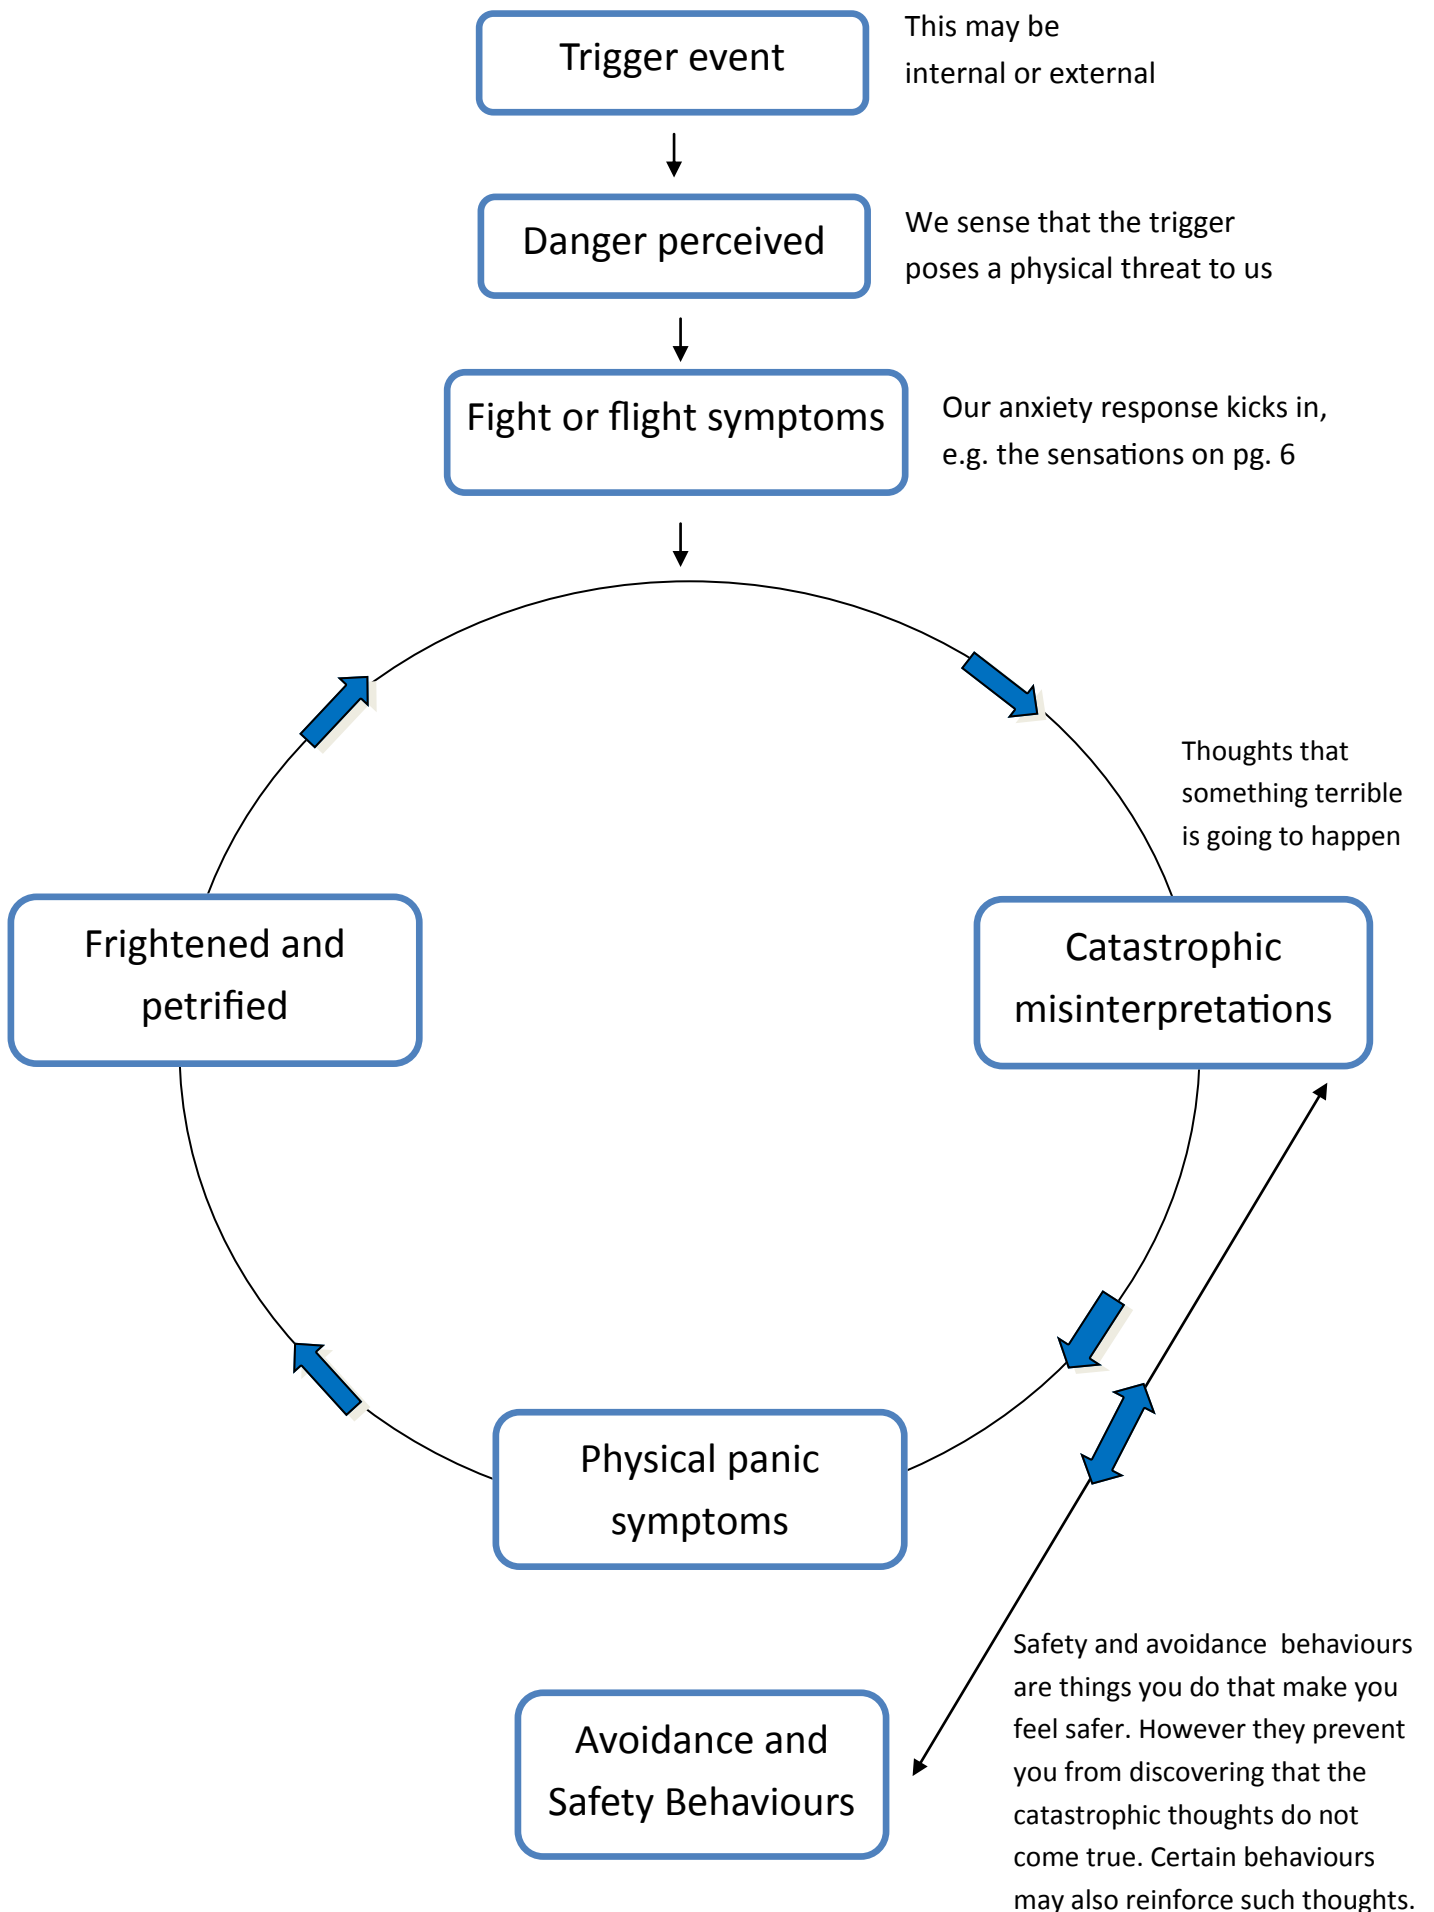 Trigger event
This may be
internal or external
Danger perceived
We sense that the trigger
poses a physical threat to us
Fight or flight symptoms
Our anxiety response kicks in,
e.g. the sensations on pg. 6
Thoughts that
something terrible
is going to happen
Frightened and
petrified
Catastrophic
misinterpretations
Physical panic
symptoms
Avoidance and
Safety Behaviours
Safety and avoidance  behaviours
are things you do that make you
feel safer. However they prevent
you from discovering that the
catastrophic thoughts do not
come true. Certain behaviours
may also reinforce such thoughts.